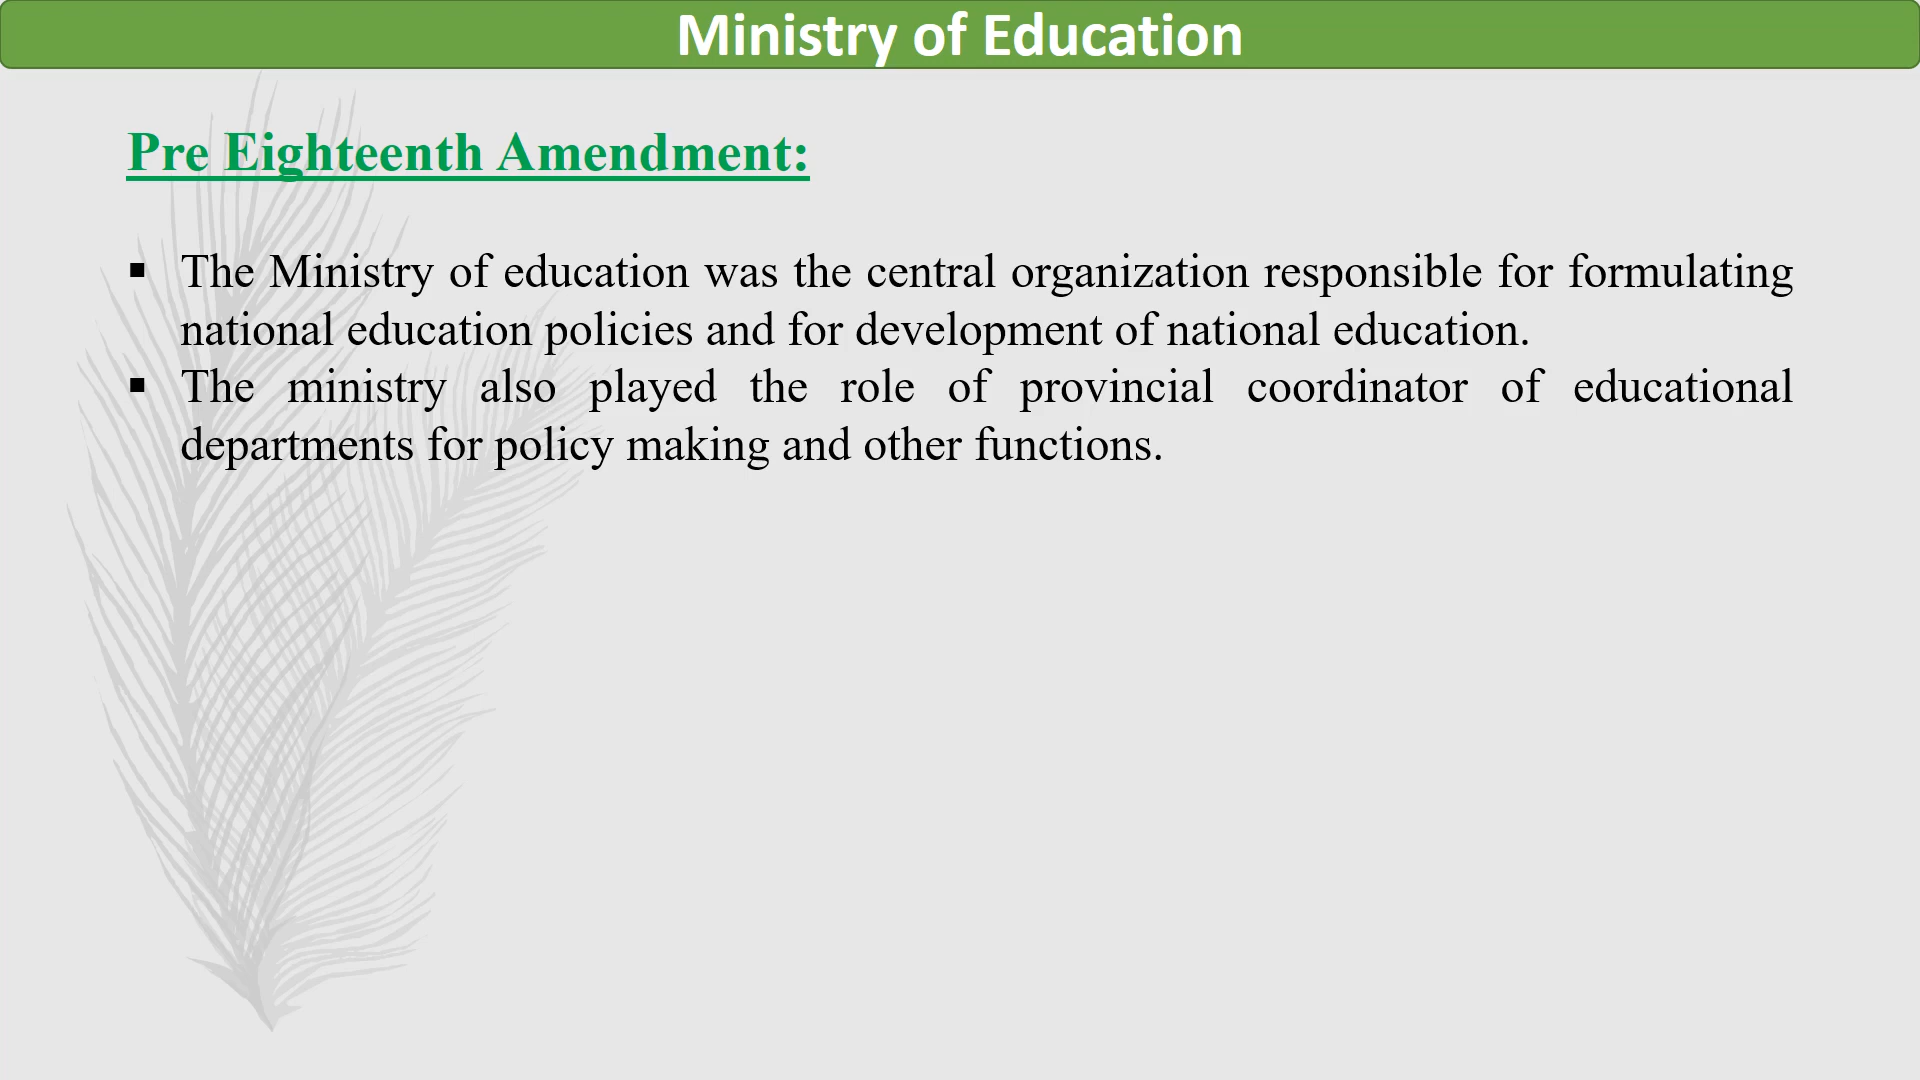 Ministry of Education
Pre Eighteenth Amendment:
▪ The Ministry of education was the central organization responsible for formulating
national education policies and for development of national education.
▪ The ministry also played the role of provincial coordinator of educational
departments for policy making and other functions.